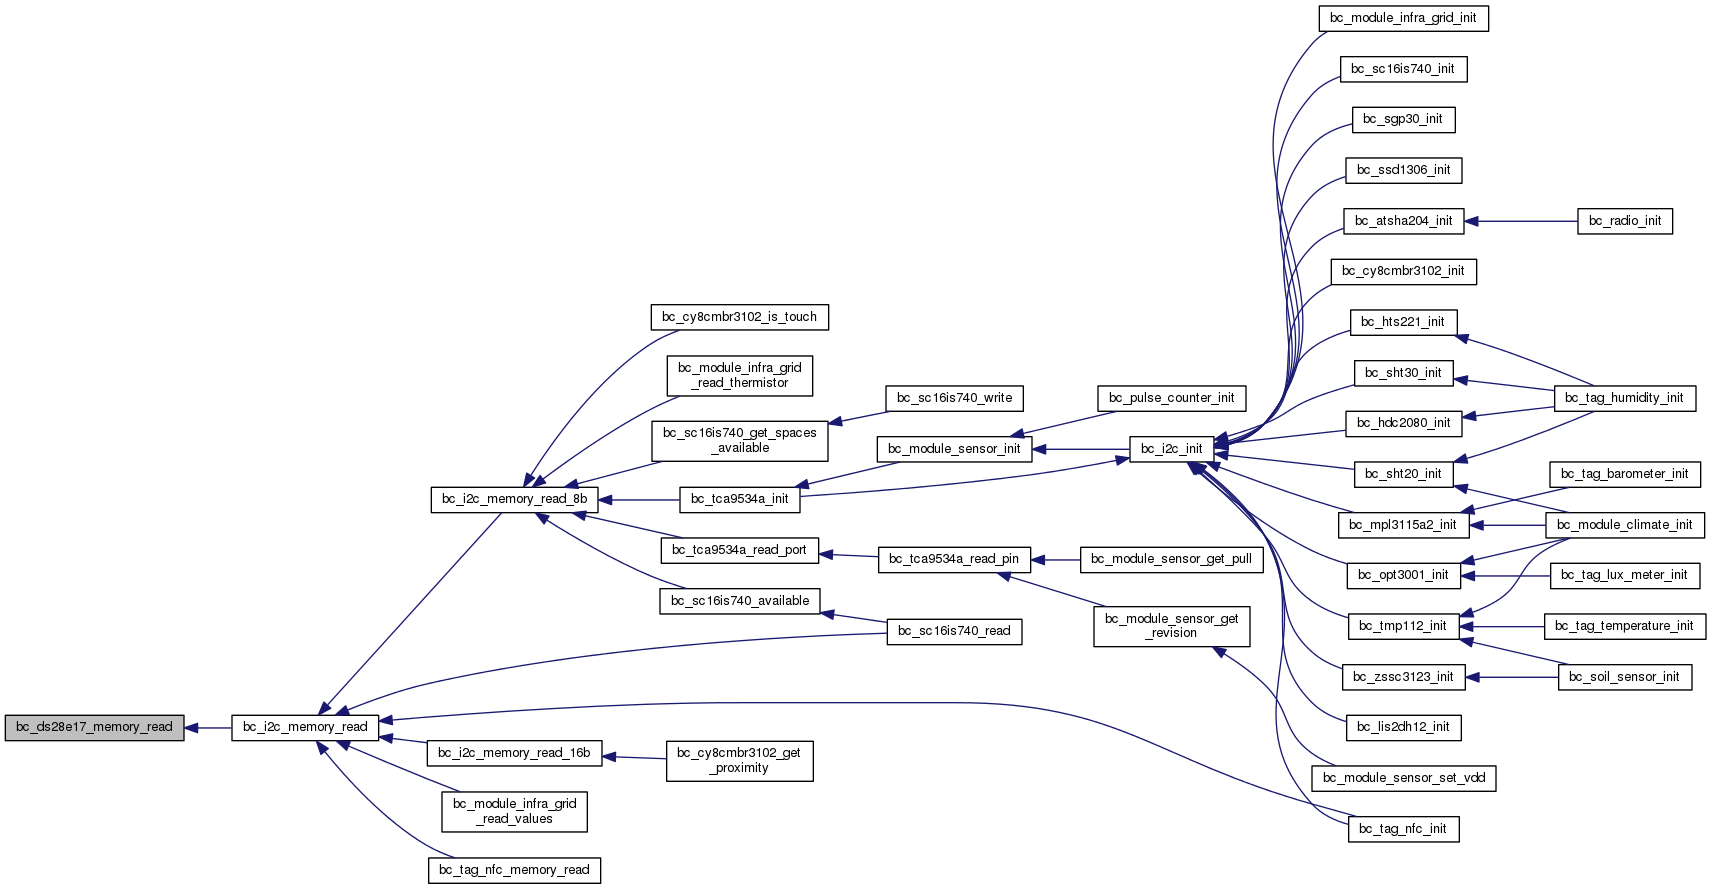 bc_module_infra_grid_init
bc_sc16is740_init
bc_sgp30_init
bc_ssd1306_init
bc_atsha204_init
bc_radio_init
bc_cy8cmbr3102_init
bc_cy8cmbr3102_is_touch
bc_hts221_init
bc_module_infra_grid
_read_thermistor
bc_sht30_init
bc_sc16is740_write
bc_pulse_counter_init
bc_tag_humidity_init
bc_hdc2080_init
bc_sc16is740_get_spaces
_available
bc_module_sensor_init
bc_i2c_init
bc_sht20_init
bc_tag_barometer_init
bc_i2c_memory_read_8b
bc_tca9534a_init
bc_mpl3115a2_init
bc_module_climate_init
bc_tca9534a_read_port
bc_tca9534a_read_pin
bc_module_sensor_get_pull
bc_opt3001_init
bc_tag_lux_meter_init
bc_sc16is740_available
bc_sc16is740_read
bc_module_sensor_get
_revision
bc_tmp112_init
bc_tag_temperature_init
bc_zssc3123_init
bc_soil_sensor_init
bc_ds28e17_memory_read
bc_i2c_memory_read
bc_lis2dh12_init
bc_i2c_memory_read_16b
bc_cy8cmbr3102_get
_proximity
bc_module_sensor_set_vdd
bc_module_infra_grid
_read_values
bc_tag_nfc_init
bc_tag_nfc_memory_read